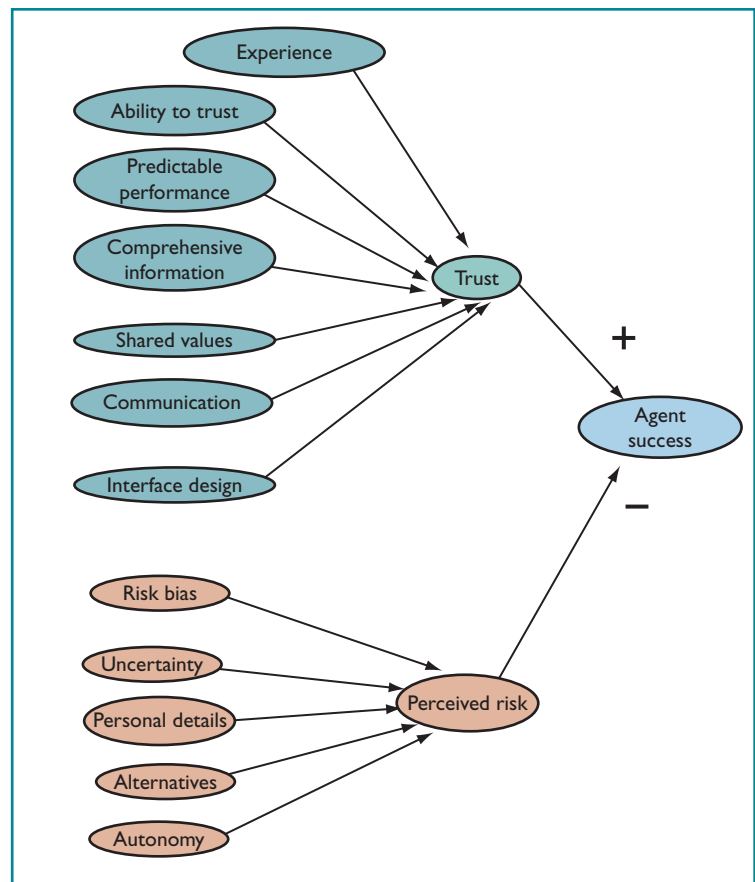 Experience
Ability to trust
Predictable
performance
Comprehensive
information
Trust
Shared values
+
Communication
Agent
success
Interface design
−
Risk bias
Uncertainty
Personal details
Perceived risk
Alternatives
Autonomy